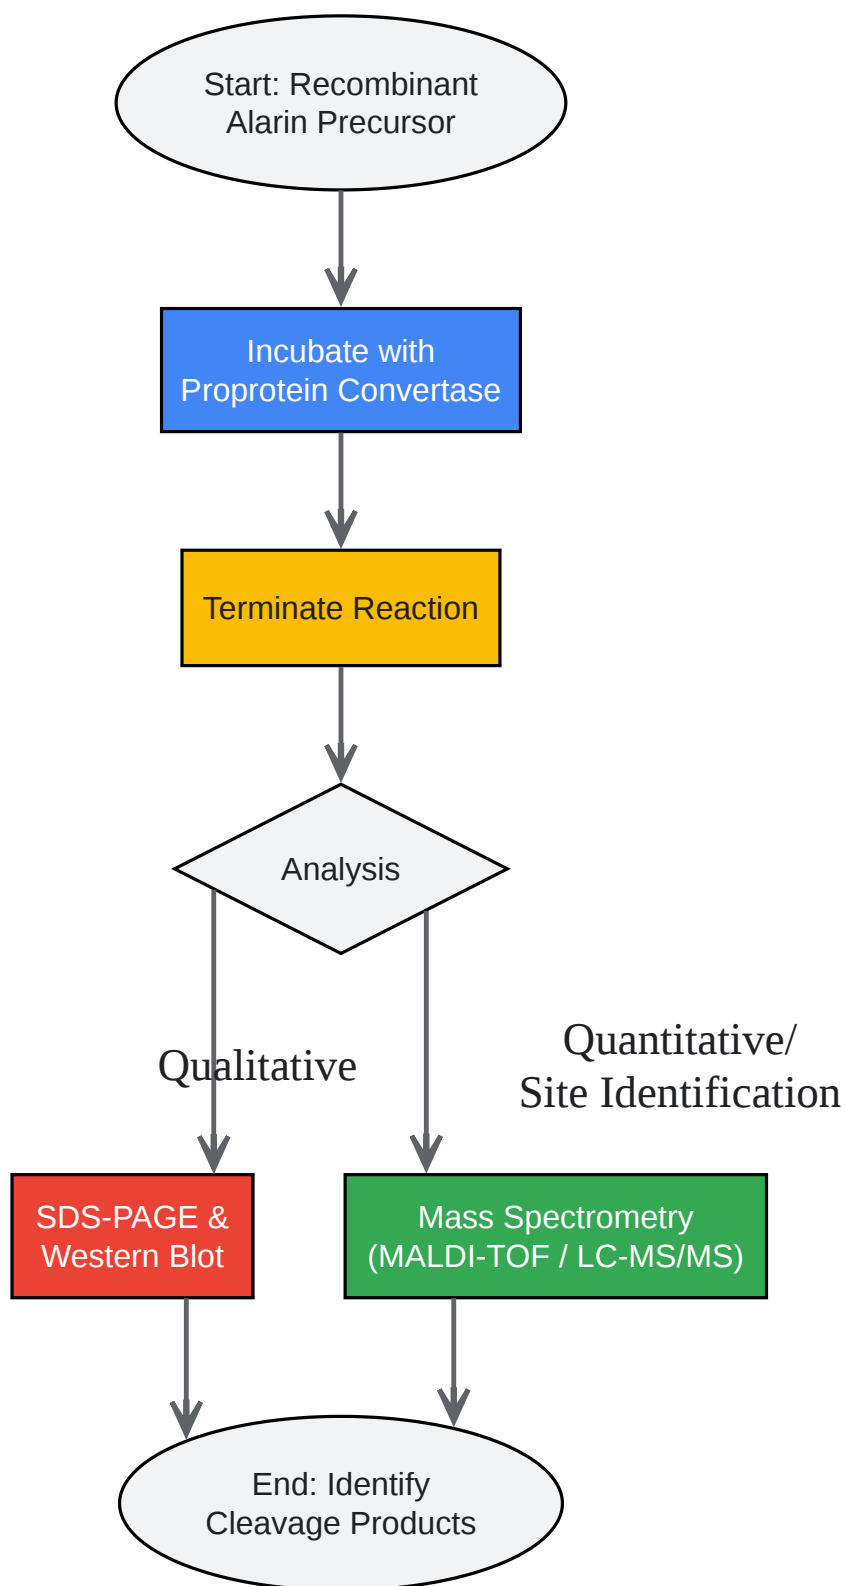 Start: Recombinant
Alarin Precursor
Incubate with
Proprotein Convertase
Terminate Reaction
Analysis
Qualitative
Quantitative/
Site Identification
SDS-PAGE &
Western Blot
Mass Spectrometry
(MALDI-TOF / LC-MS/MS)
End: Identify
Cleavage Products